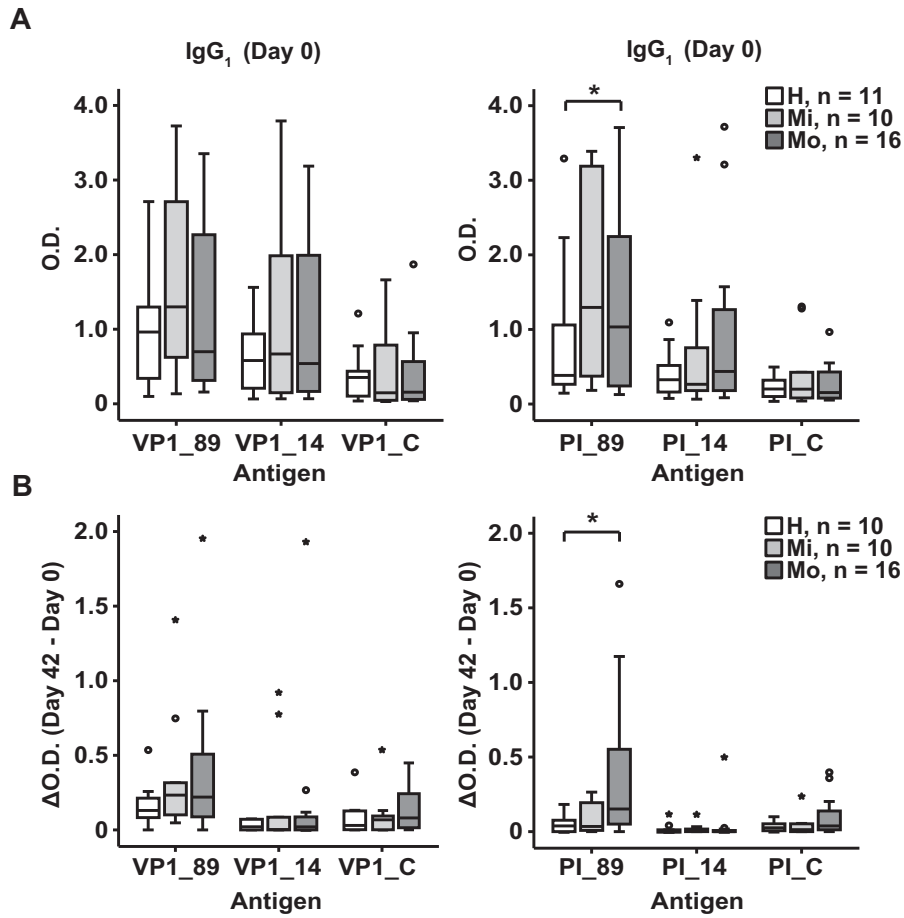 A
IgG1 (Day 0)
IgG1 (Day 0)
4.0
3.0
2.0
1.0
0
O.D.
VP1_89 VP1_14 VP1_C
Antigen
4.0
3.0
2.0
1.0
0
O.D.
*
H, n = 11
Mi, n = 10
Mo, n = 16
PI_89 PI_14 PI_C
Antigen
B
2.0
1.5
1.0
0.5
0
ΔO.D. (Day 42 - Day 0)
VP1_89 VP1_14 VP1_C
Antigen
2.0
1.5
1.0
0.5
0
ΔO.D. (Day 42 - Day 0)
*
H, n = 10
Mi, n = 10
Mo, n = 16
PI_89 PI_14 PI_C
Antigen